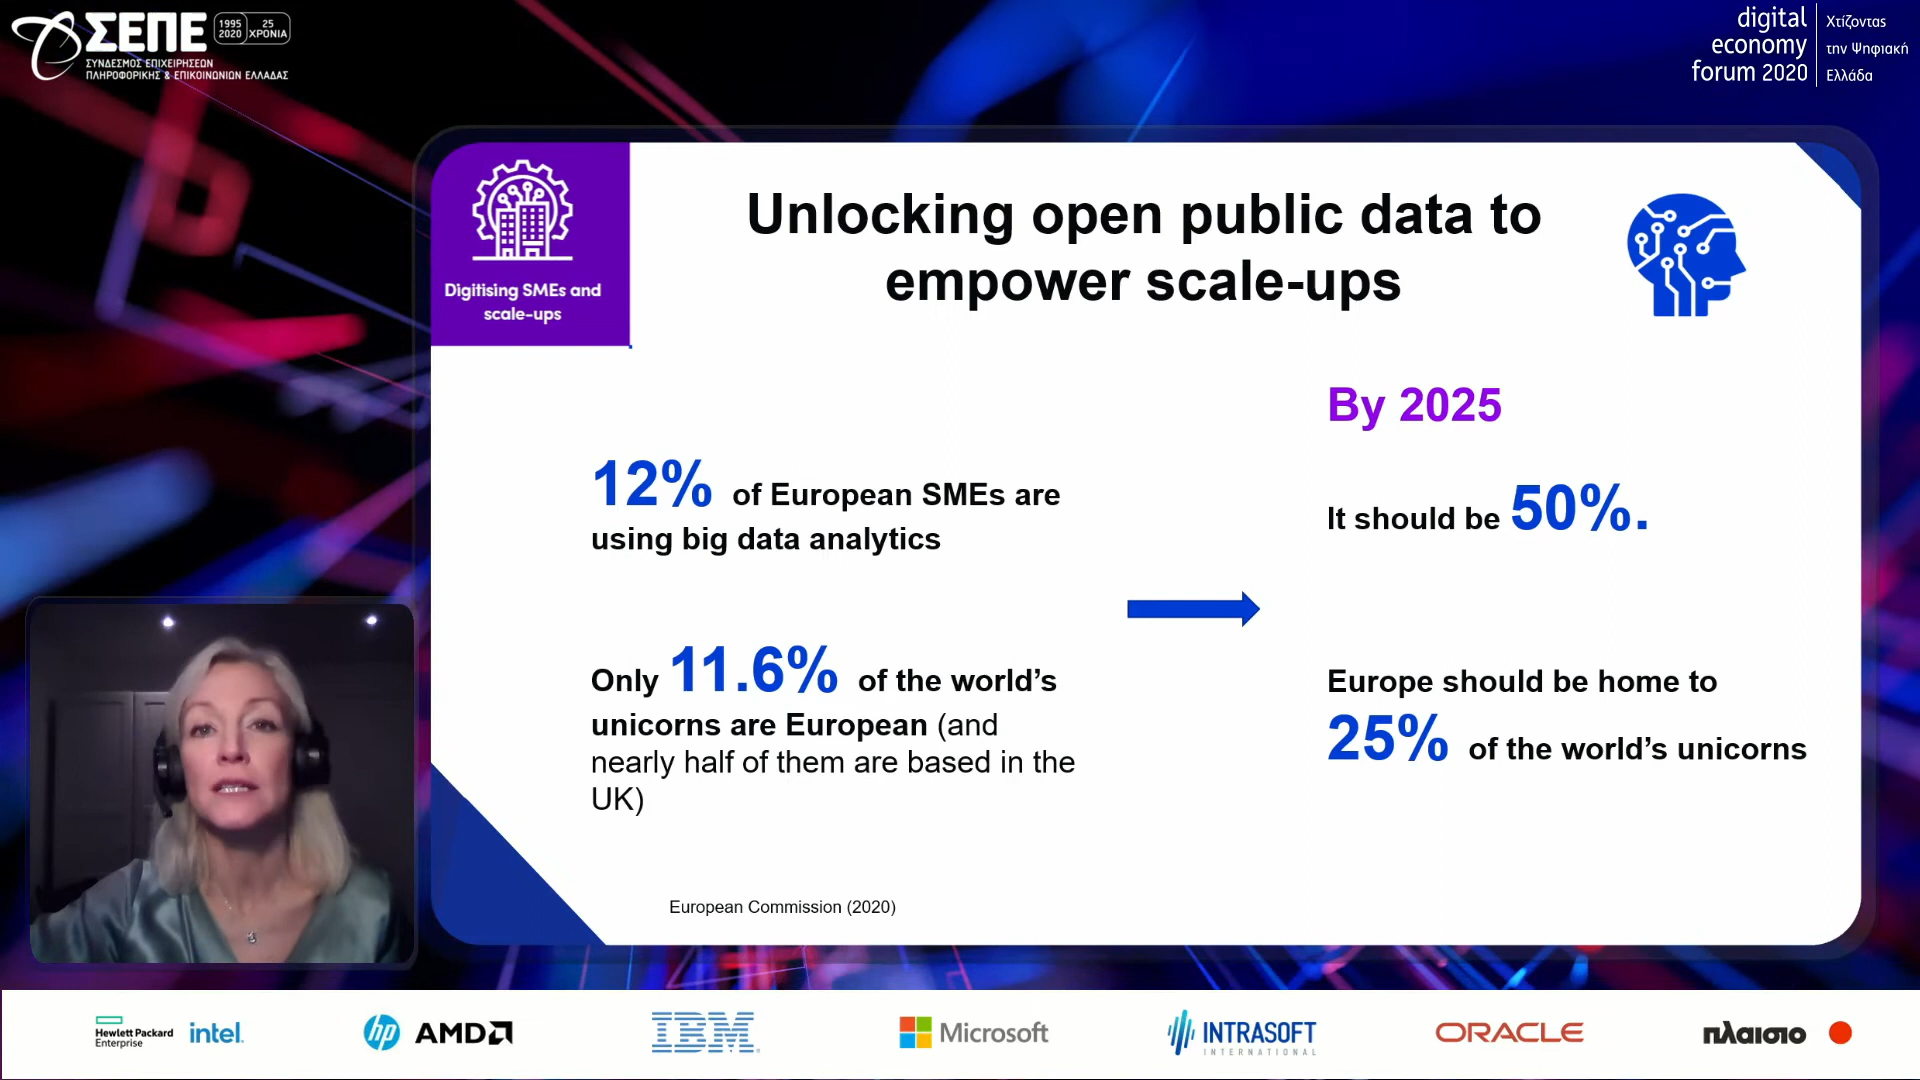 ΣΕΠΕ
1995 2020
25 ΧΡΟΝΙΑ
ΣΥΝΔΕΣΜΟΣ ΕΠΙΧΕΙΡΗΣΕΩΝ
ΠΛΗΡΟΦΟΡΙΚΗΣ & ΕΠΙΚΟΙΝΩΝΙΩΝ ΕΛΛΑΔΑΣ
digital
economy
forum 2020
Χτίζοντας
την Ψηφιακή
Ελλάδα
Digitising SMEs and
scale-ups
Unlocking open public data to
empower scale-ups
By 2025
12% of European SMEs are
using big data analytics
It should be 50%.
Only 11.6% of the world’s
unicorns are European (and
nearly half of them are based in the
UK)
Europe should be home to
25% of the world’s unicorns
European Commission (2020)
Hewlett Packard
Enterprise
intel.
hp
AMD
IBM
Microsoft
INTRASOFT
INTERNATIONAL
ORACLE
πλαισιο